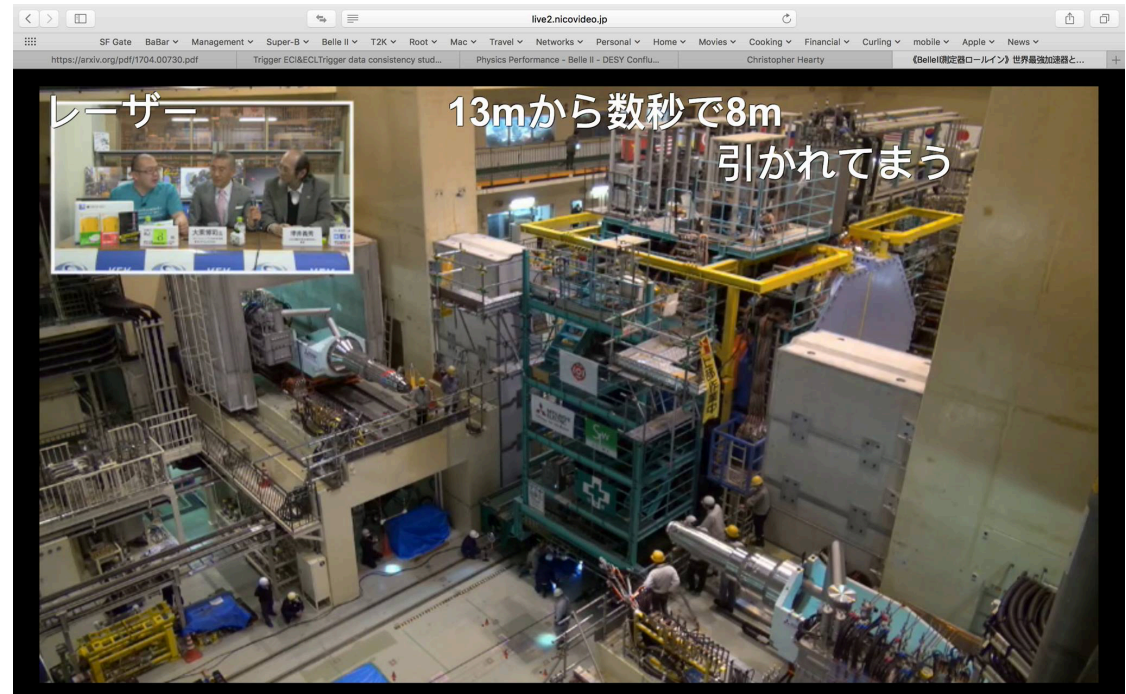 live2.nicovideo.jp
SF Gate BaBar Management Super-B Belle II T2K Root Mac Travel Networks Personal Home Movies Cooking Financial Curling mobile Apple News
https://arxiv.org/pdf/1704.00730.pdf Trigger ECl&ECLTrigger data consistency stud... Physics Performance - Belle II - DESY Conflu... Christopher Hearty 《BelleII測定器ロールイン》世界最強加速器と...
レーザー
13mから数秒で8m
引かれてまう
KEK
KEK